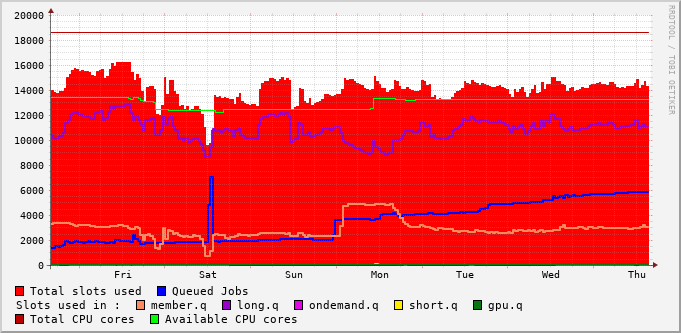 20000
18000
16000
14000
12000
10000
8000
6000
4000
2000
0
Fri Sat Sun Mon Tue Wed Thu
RRDTOOL / TOBI OETIKER
Total slots used Queued Jobs
Slots used in : member.q long.q ondemand.q short.q gpu.q
Total CPU cores Available CPU cores